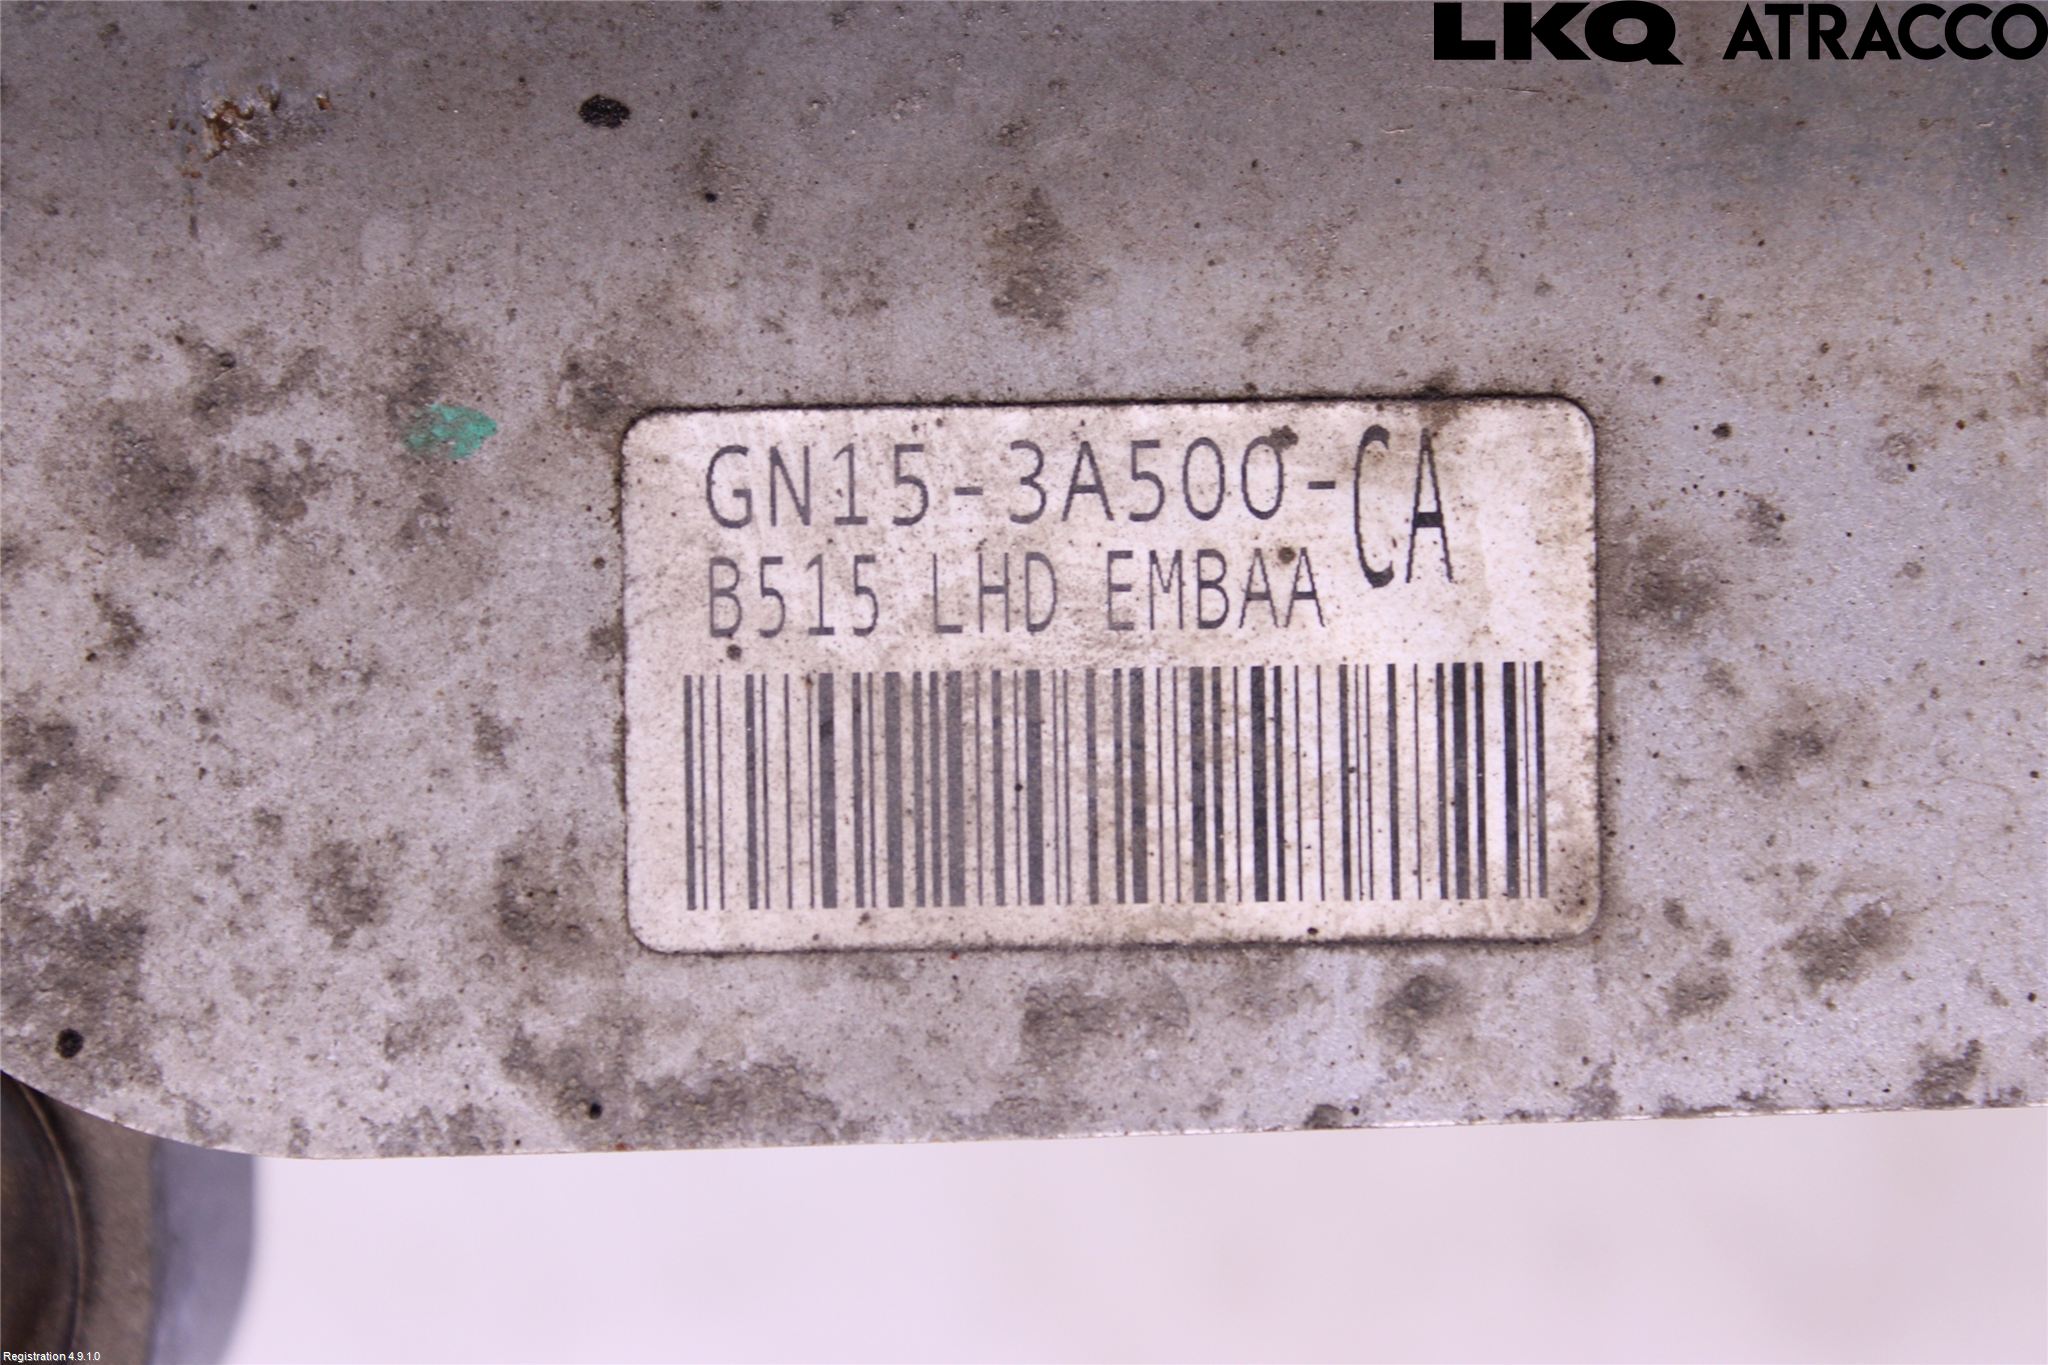 LKQ ATRACCO
GN15-3A500-CA
B515 LHD EMBAA
Registration 4.9.1.0